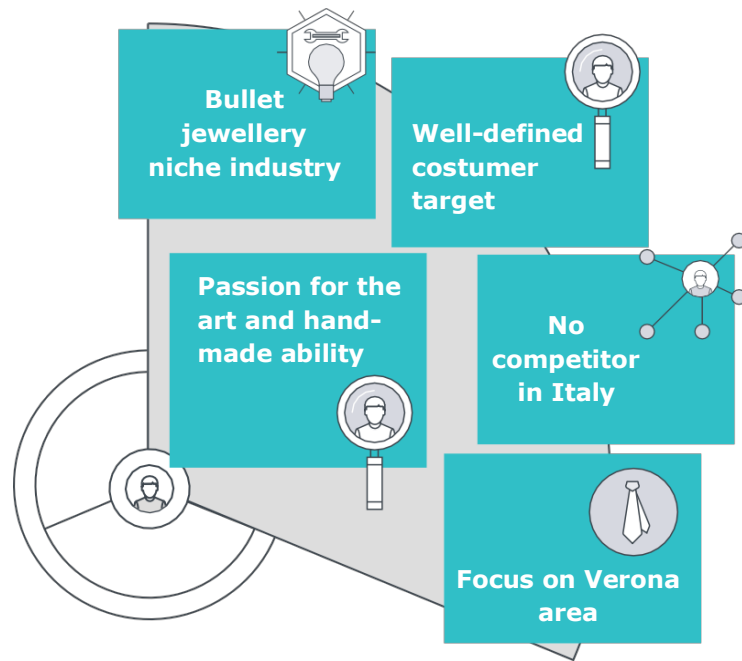 Bullet
jewellery
niche industry
Well-defined
costumer
target
Passion for the
art and hand-
made ability
No
competitor
in Italy
Focus on Verona
area